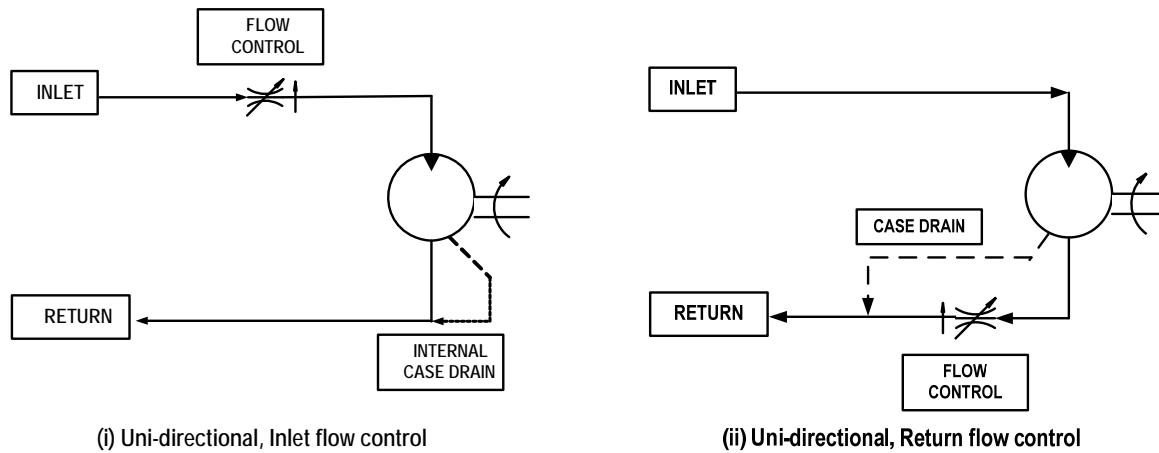 FLOW
CONTROL
INLET
RETURN
INTERNAL
CASE DRAIN
(i) Uni-directional, Inlet flow control
INLET
CASE DRAIN
RETURN
FLOW
CONTROL
(ii) Uni-directional, Return flow control